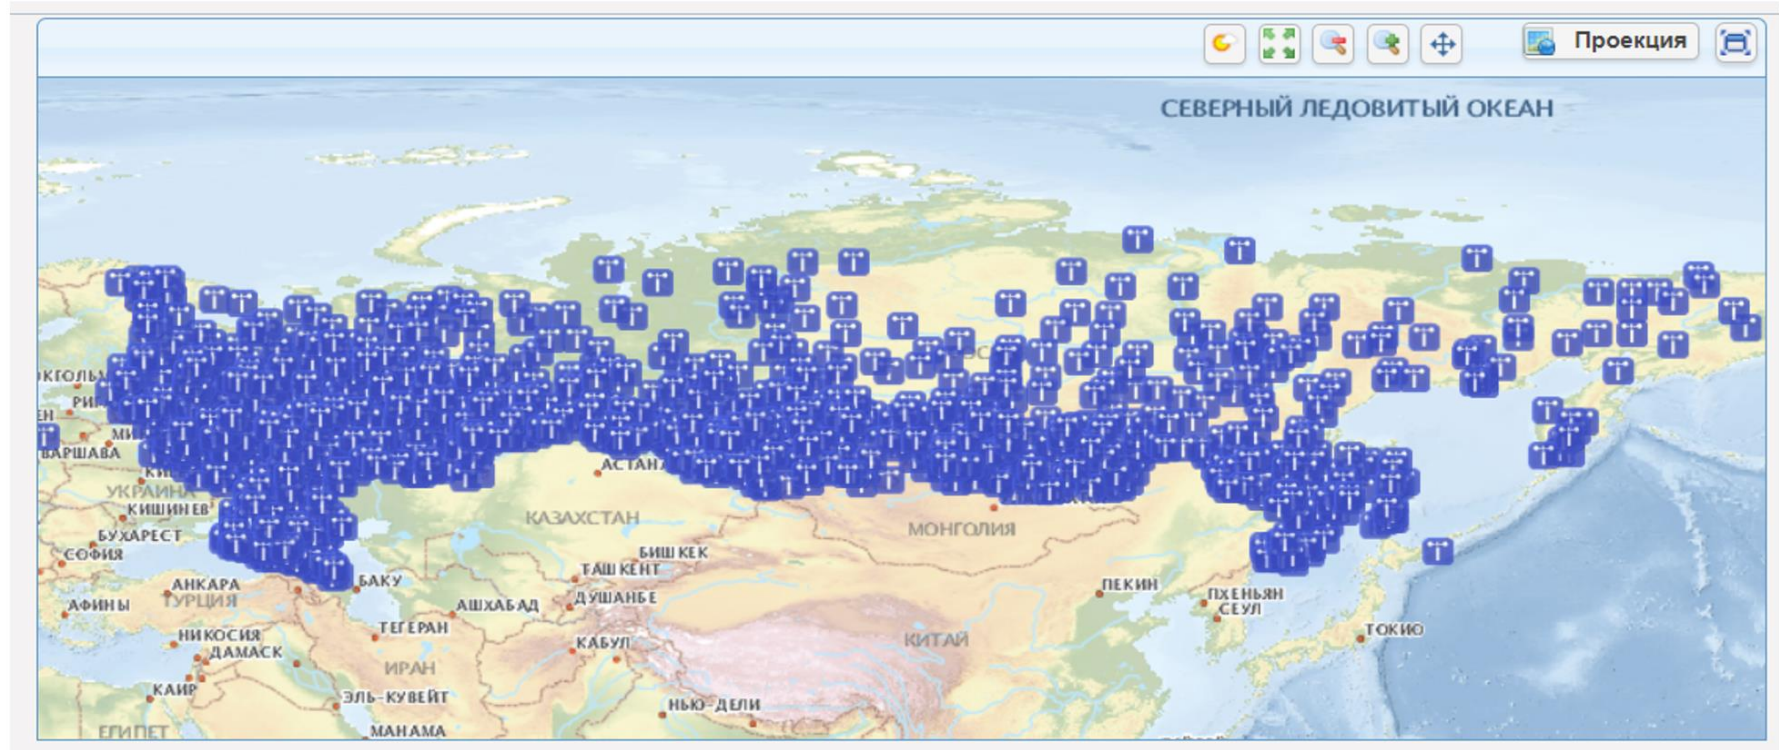 Проекция
СЕВЕРНЫЙ ЛЕДОВИТЫЙ ОКЕАН
ВАРШАВА
АСТАНА
УКРАИНА
КИШИНЕВ
КАЗАХСТАН
МОНГОЛИЯ
БУХАРЕСТ
СОФИЯ
БИШКЕК
ТАШКЕНТ
АНКАРА
БАКУ
ПЕКИН
ТУРЦИЯ
АФИНЫ
АШХАБАД
ДУШАНБЕ
ПХЕНЬЯН
СЕУЛ
ТЕГЕРАН
ТОКИО
НИКОСИЯ
ДАМАСК
КАБУЛ
КИТАЙ
ИРАН
КАИР
ЭЛЬ-КУВЕЙТ
НЬЮ-ДЕЛИ
ЕГИПЕТ
МАНАМА